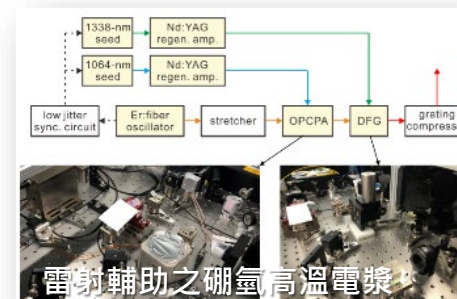 1338-nm
seed
Nd:YAG
regen. amp.
1064-nm
seed
Nd:YAG
regen. amp.
low jitter
sync. circuit
Er:fiber
oscillator
stretcher
OPCPA
DFG
grating
compress
雷射輔助之硼氫高溫電漿